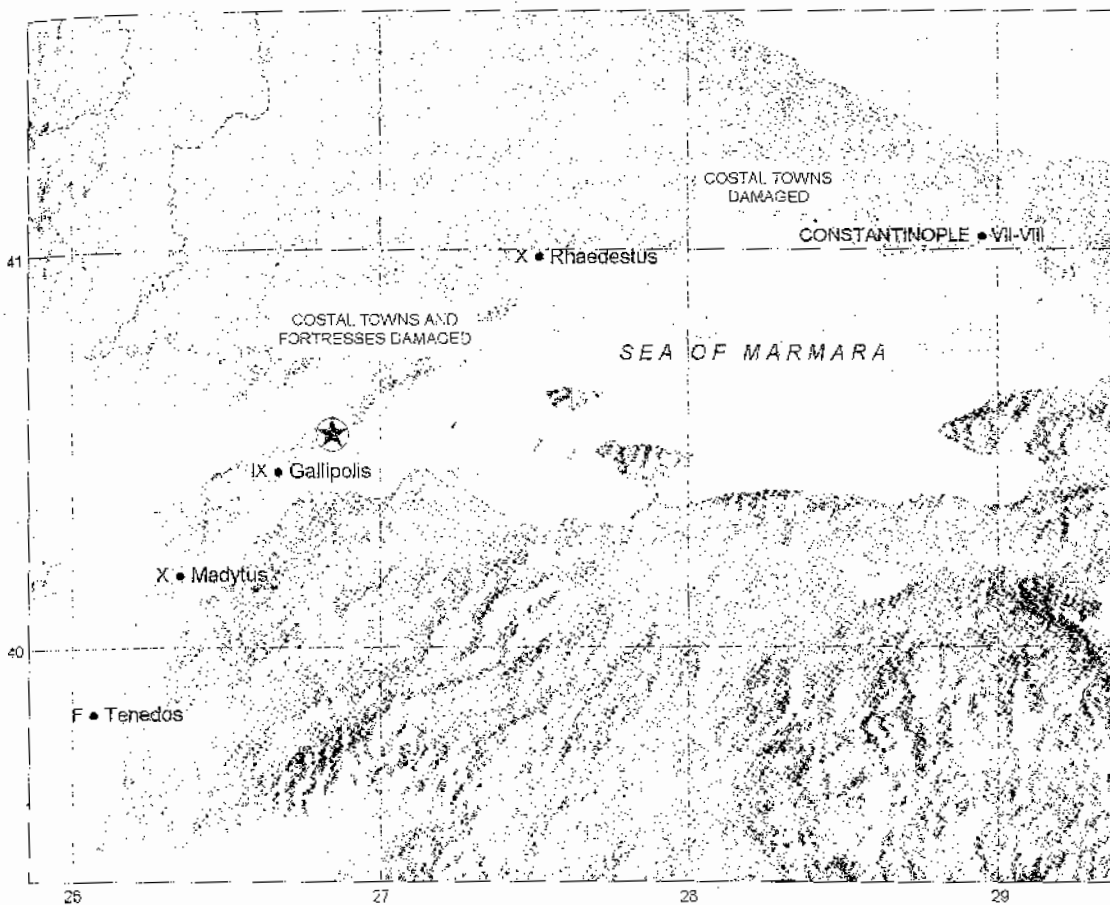 COSTAL TOWNS
DAMAGED
CONSTANTINOPLE VII-VIII
41
X Rhaedestus
COSTAL TOWNS AND
FORTRESSES DAMAGED
SEA OF MARMARA
IX Gallipolis
X Madytus
40
F Tenedos
26 27 28 29